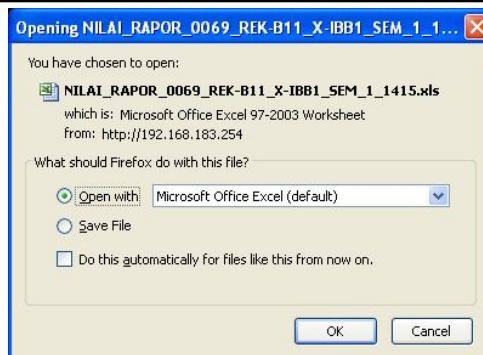 Opening NILAI_RAPOR_0069_REK-B11_X-IBB1_SEM_1_1...
You have chosen to open:
NILAI_RAPOR_0069_REK-B11_X-IBB1_SEM_1_1415.xls
which is: Microsoft Office Excel 97-2003 Worksheet
from: http://192.168.183.254
What should Firefox do with this file?
Open with Microsoft Office Excel (default)
Save File
Do this automatically for files like this from now on.
OK Cancel